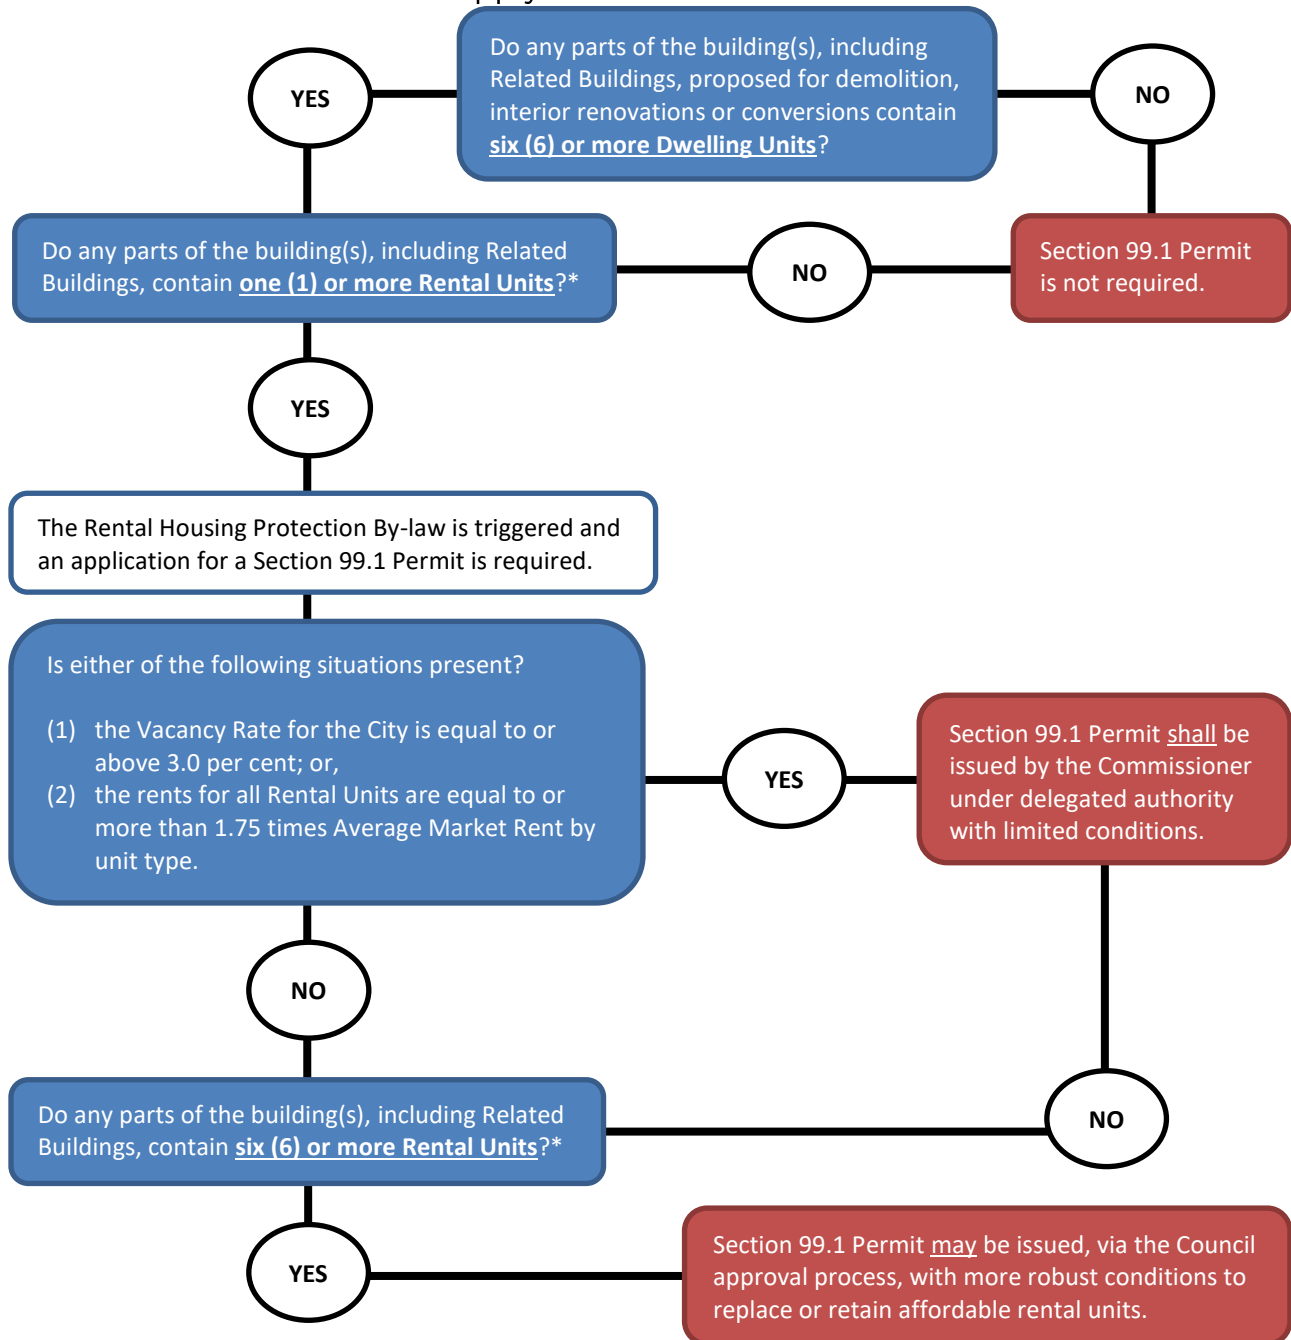 Do any parts of the building(s), including
Related Buildings, proposed for demolition,
interior renovations or conversions contain
six (6) or more Dwelling Units?
YES
NO
Do any parts of the building(s), including Related
Buildings, contain one (1) or more Rental Units?*
NO
Section 99.1 Permit
is not required.
YES
The Rental Housing Protection By-law is triggered and
an application for a Section 99.1 Permit is required.
Is either of the following situations present?
(1) the Vacancy Rate for the City is equal to or
above 3.0 per cent; or,
(2) the rents for all Rental Units are equal to or
more than 1.75 times Average Market Rent by
unit type.
YES
Section 99.1 Permit shall be
issued by the Commissioner
under delegated authority
with limited conditions.
NO
Do any parts of the building(s), including Related
Buildings, contain six (6) or more Rental Units?*
NO
YES
Section 99.1 Permit may be issued, via the Council
approval process, with more robust conditions to
replace or retain affordable rental units.